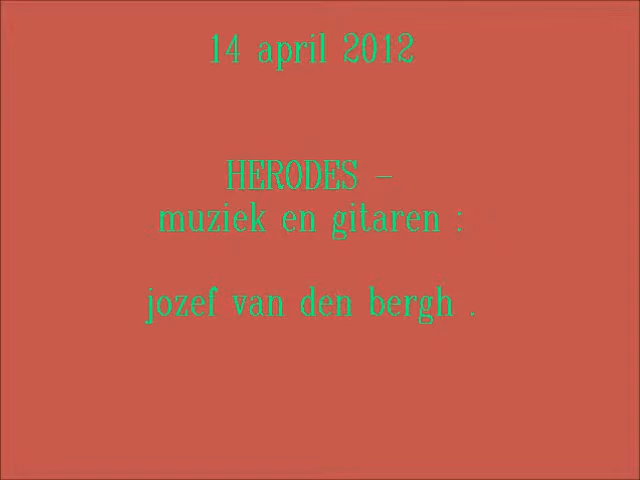 14 april 2012
HERODES -
muziek en gitaren :
jozef van den bergh .